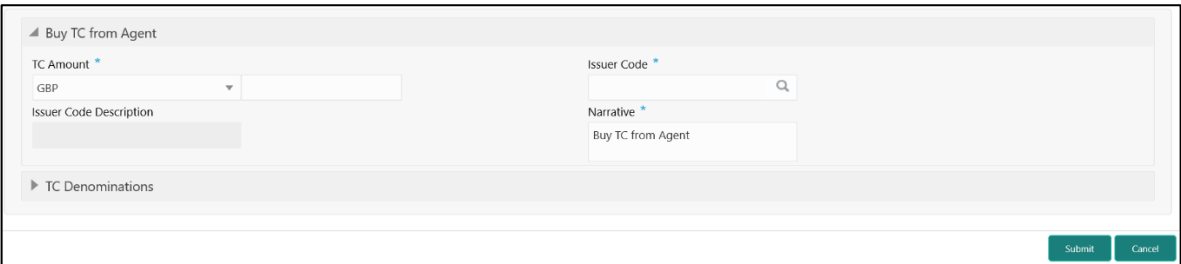 Buy TC from Agent
TC Amount *
Issuer Code *
GBP
Issuer Code Description
Narrative *
Buy TC from Agent
TC Denominations
Submit Cancel